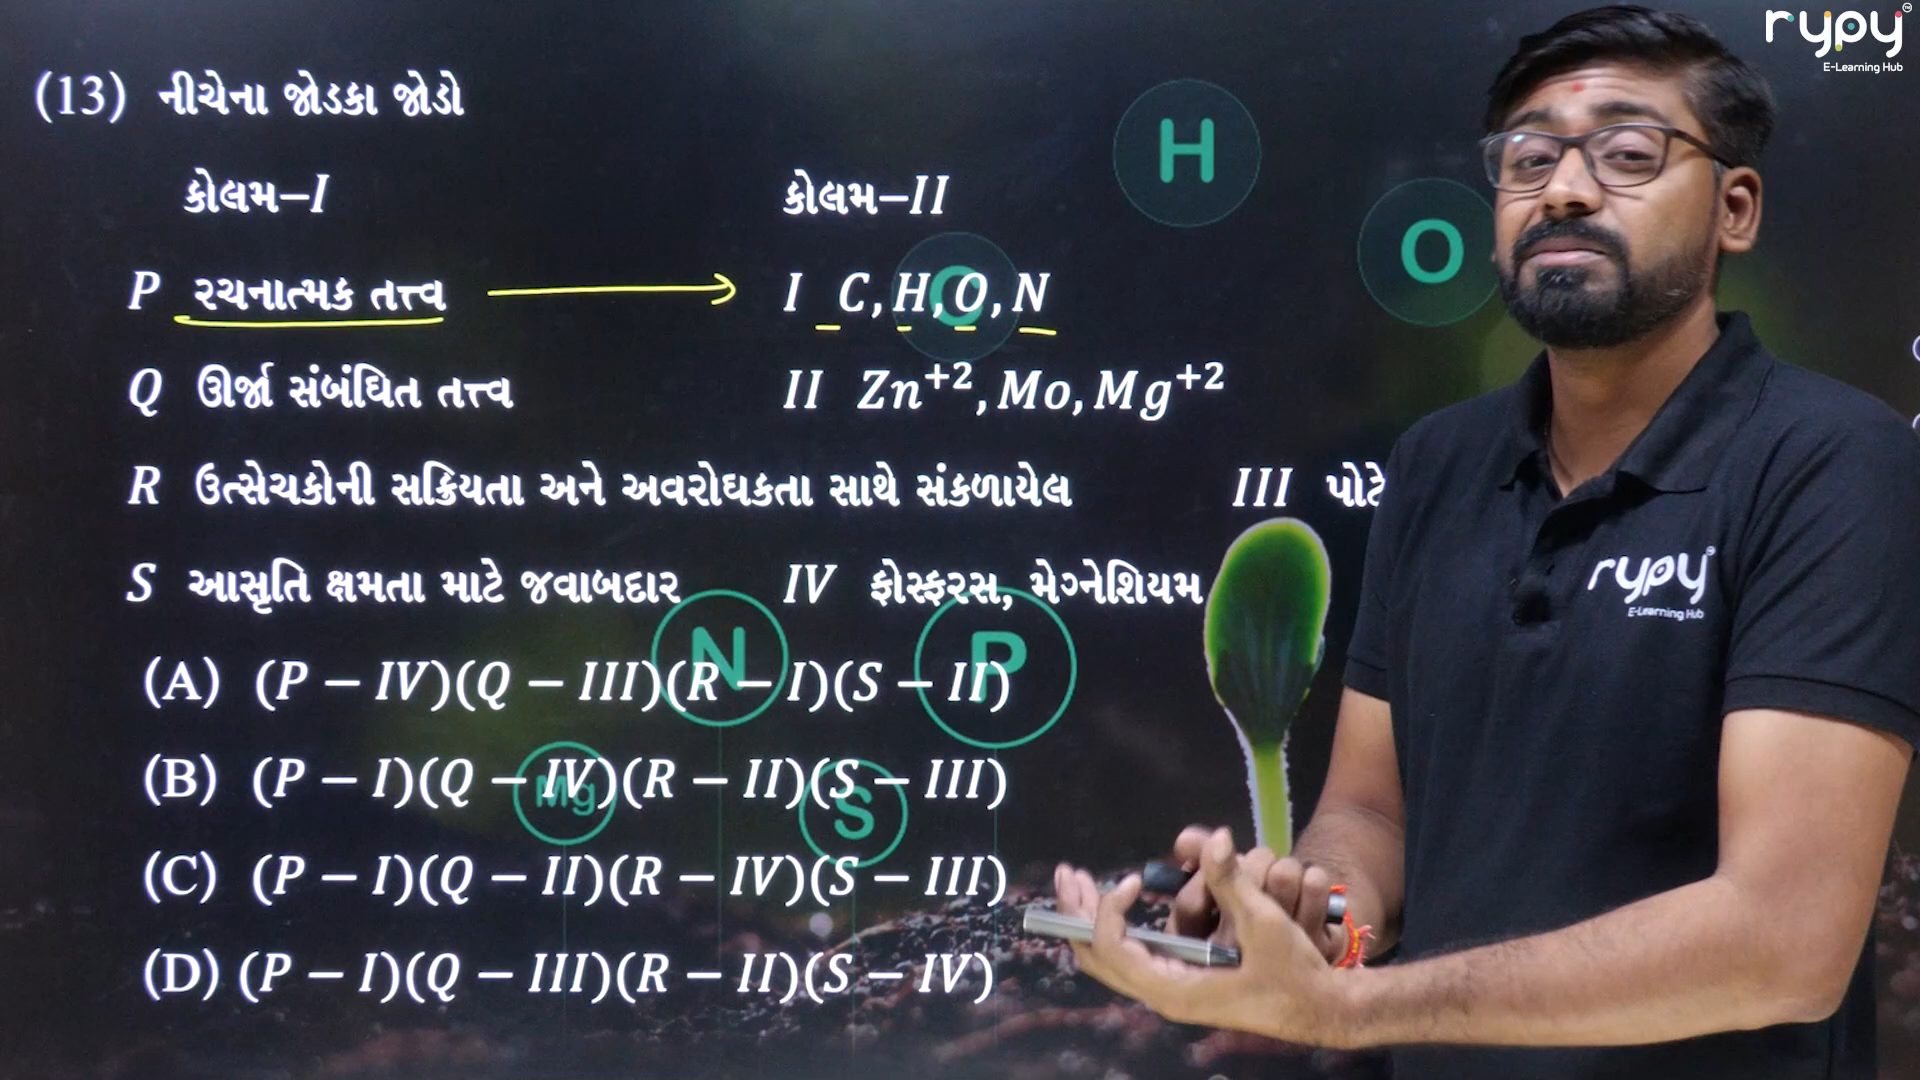 rypy
E-Learning Hub
(13) નીચેના જોડકા જોડો
કોલમ-I કોલમ-II
P રચનાત્મક તત્ત્વ I C, H, O, N
Q ઊર્જા સંબંધિત તત્ત્વ II Zn⁺², Mo, Mg⁺²
R ઉત્સેચકોની સક્રિયતા અને અવરોધકતા સાથે સંકળાયેલ III
S આસૃતિ ક્ષમતા માટે જવાબદાર IV ફોસ્ફરસ, મેગ્નેશિયમ
(A) (P – IV)(Q – III)(R – I)(S – II)
(B) (P – I)(Q – IV)(R – II)(S – III)
(C) (P – I)(Q – II)(R – IV)(S – III)
(D) (P – I)(Q – III)(R – II)(S – IV)
H
O
N
P
Mg
S
rypy
E-Learning Hub